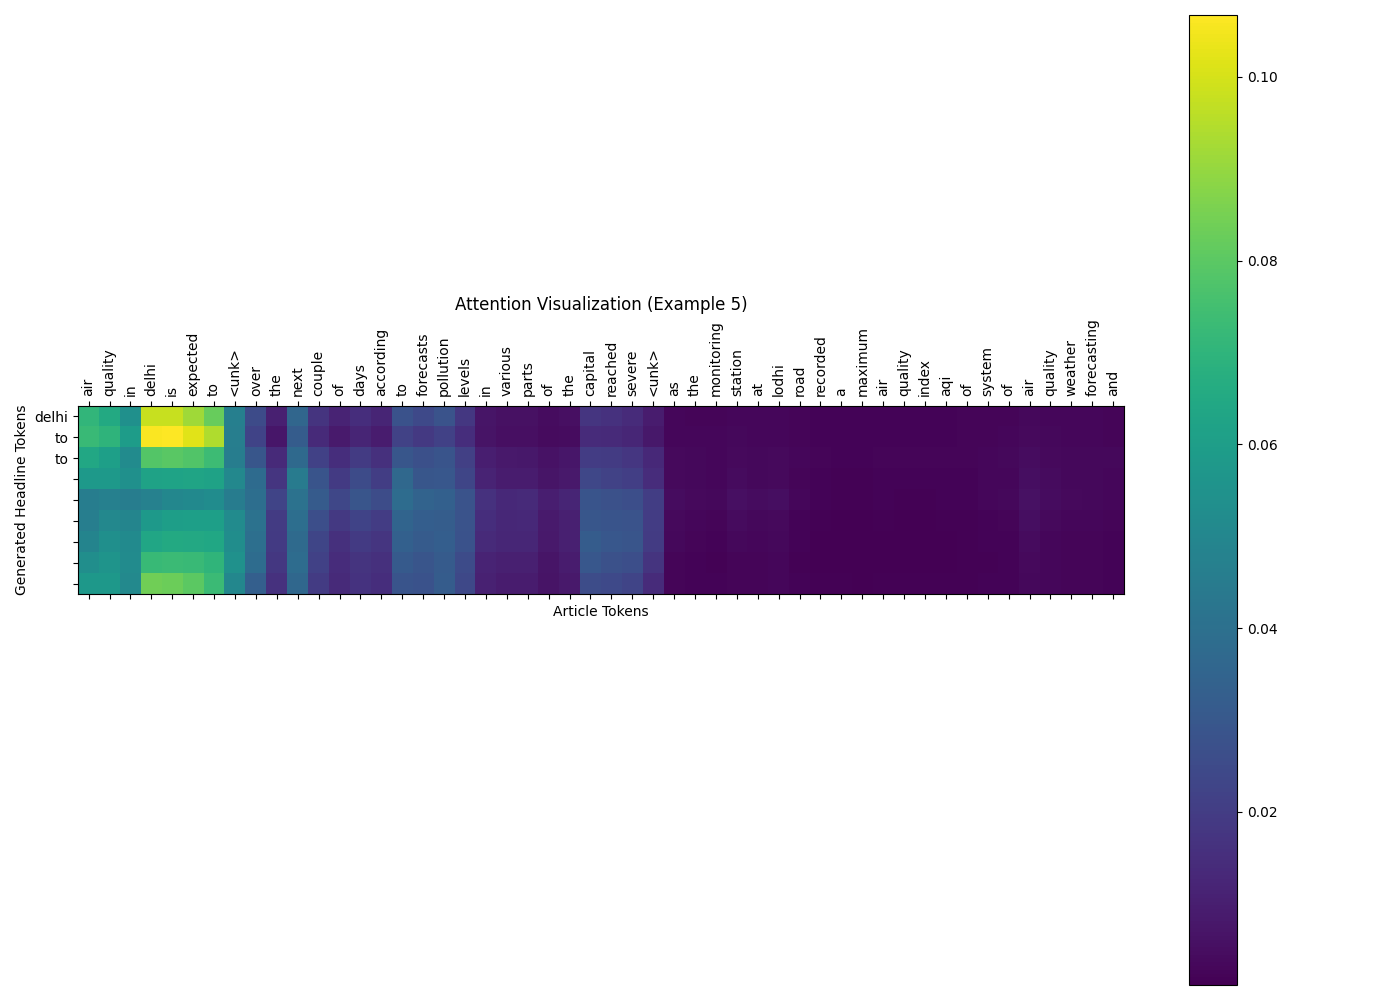 Attention Visualization (Example 5)
air quality in delhi is expected to <unk> over the next couple of days according to forecasts pollution levels in various parts of the capital reached severe <unk> as the monitoring station at lodhi road recorded a maximum air quality index aqi of system of air quality weather forecasting and
Generated Headline Tokens
delhi
to
to
Article Tokens
0.10
0.08
0.06
0.04
0.02